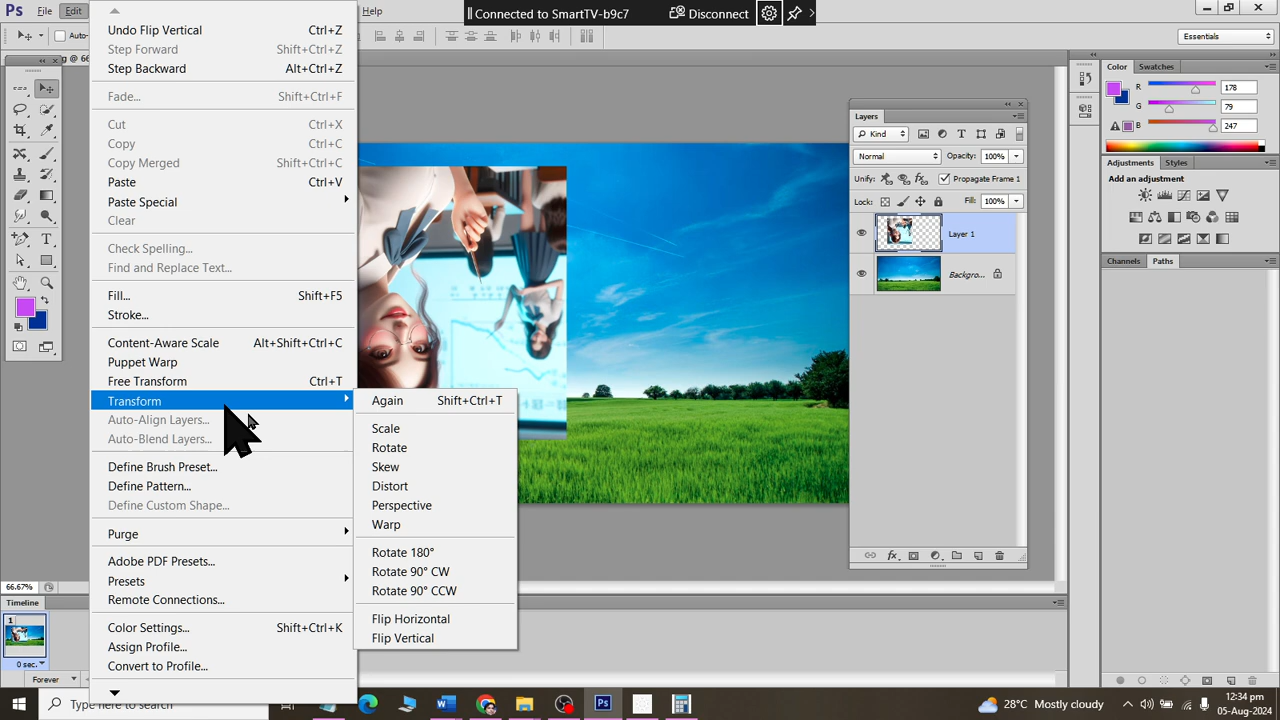 Ps File Edit Help
Connected to SmartTV-b9c7 Disconnect
Auto-
Essentials
g @ 66
Undo Flip Vertical Ctrl+Z
Step Forward Shift+Ctrl+Z
Step Backward Alt+Ctrl+Z
Fade... Shift+Ctrl+F
Cut Ctrl+X
Copy Ctrl+C
Copy Merged Shift+Ctrl+C
Paste Ctrl+V
Paste Special
Clear
Check Spelling...
Find and Replace Text...
Fill... Shift+F5
Stroke...
Content-Aware Scale Alt+Shift+Ctrl+C
Puppet Warp
Free Transform Ctrl+T
Transform
Auto-Align Layers...
Auto-Blend Layers...
Define Brush Preset...
Define Pattern...
Define Custom Shape...
Purge
Adobe PDF Presets...
Presets
Remote Connections...
Color Settings... Shift+Ctrl+K
Assign Profile...
Convert to Profile...
Again Shift+Ctrl+T
Scale
Rotate
Skew
Distort
Perspective
Warp
Rotate 180°
Rotate 90° CW
Rotate 90° CCW
Flip Horizontal
Flip Vertical
Layers
Kind
Normal Opacity: 100%
Unify: Propagate Frame 1
Lock: Fill: 100%
Layer 1
Backgro...
fx
Color Swatches
R 178
G 79
B 247
Adjustments Styles
Add an adjustment
Channels Paths
66.67%
Timeline
1
0 sec.
Forever
Type here to search
28°C Mostly cloudy
12:34 pm
05-Aug-2024